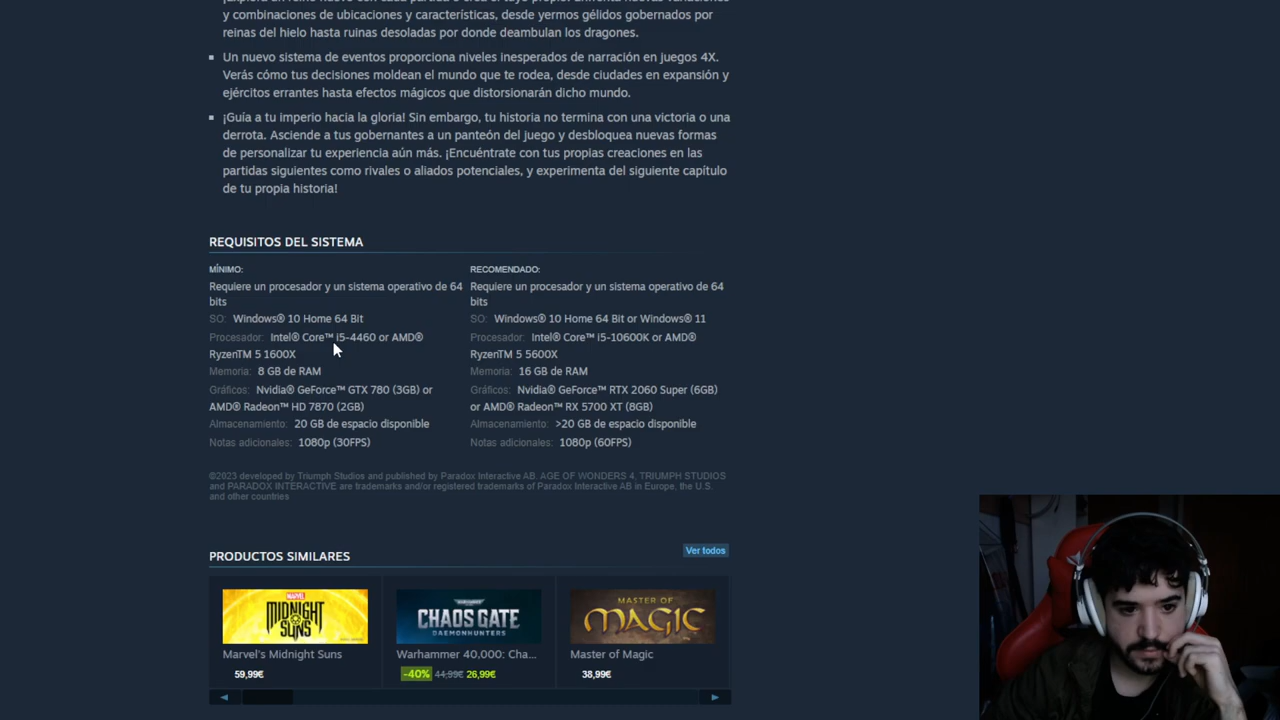 y combinaciones de ubicaciones y características, desde yermos gélidos gobernados por
reinas del hielo hasta ruinas desoladas por donde deambulan los dragones.
Un nuevo sistema de eventos proporciona niveles inesperados de narración en juegos 4X.
Verás cómo tus decisiones moldean el mundo que te rodea, desde ciudades en expansión y
ejércitos errantes hasta efectos mágicos que distorsionarán dicho mundo.
¡Guía a tu imperio hacia la gloria! Sin embargo, tu historia no termina con una victoria o una
derrota. Asciende a tus gobernantes a un panteón del juego y desbloquea nuevas formas
de personalizar tu experiencia aún más. ¡Encuéntrate con tus propias creaciones en las
partidas siguientes como rivales o aliados potenciales, y experimenta del siguiente capítulo
de tu propia historia!
REQUISITOS DEL SISTEMA
MÍNIMO:
Requiere un procesador y un sistema operativo de 64
bits
SO: Windows® 10 Home 64 Bit
Procesador: Intel® Core™ i5-4460 or AMD®
RyzenTM 5 1600X
Memoria: 8 GB de RAM
Gráficos: Nvidia® GeForce™ GTX 780 (3GB) or
AMD® Radeon™ HD 7870 (2GB)
Almacenamiento: 20 GB de espacio disponible
Notas adicionales: 1080p (30FPS)
RECOMENDADO:
Requiere un procesador y un sistema operativo de 64
bits
SO: Windows® 10 Home 64 Bit or Windows® 11
Procesador: Intel® Core™ i5-10600K or AMD®
RyzenTM 5 5600X
Memoria: 16 GB de RAM
Gráficos: Nvidia® GeForce™ RTX 2060 Super (6GB)
or AMD® Radeon™ RX 5700 XT (8GB)
Almacenamiento: >20 GB de espacio disponible
Notas adicionales: 1080p (60FPS)
©2023 developed by Triumph Studios and published by Paradox Interactive AB. AGE OF WONDERS 4, TRIUMPH STUDIOS
and PARADOX INTERACTIVE are trademarks and/or registered trademarks of Paradox Interactive AB in Europe, the U.S.
and other countries
PRODUCTOS SIMILARES
Ver todos
MARVEL
MIDNIGHT
SUNS
CHAOS GATE
DAEMONHUNTERS
MASTER OF
MAGIC
Marvel's Midnight Suns
Warhammer 40,000: Cha...
Master of Magic
59,99€
-40% 44,99€ 26,99€
38,99€